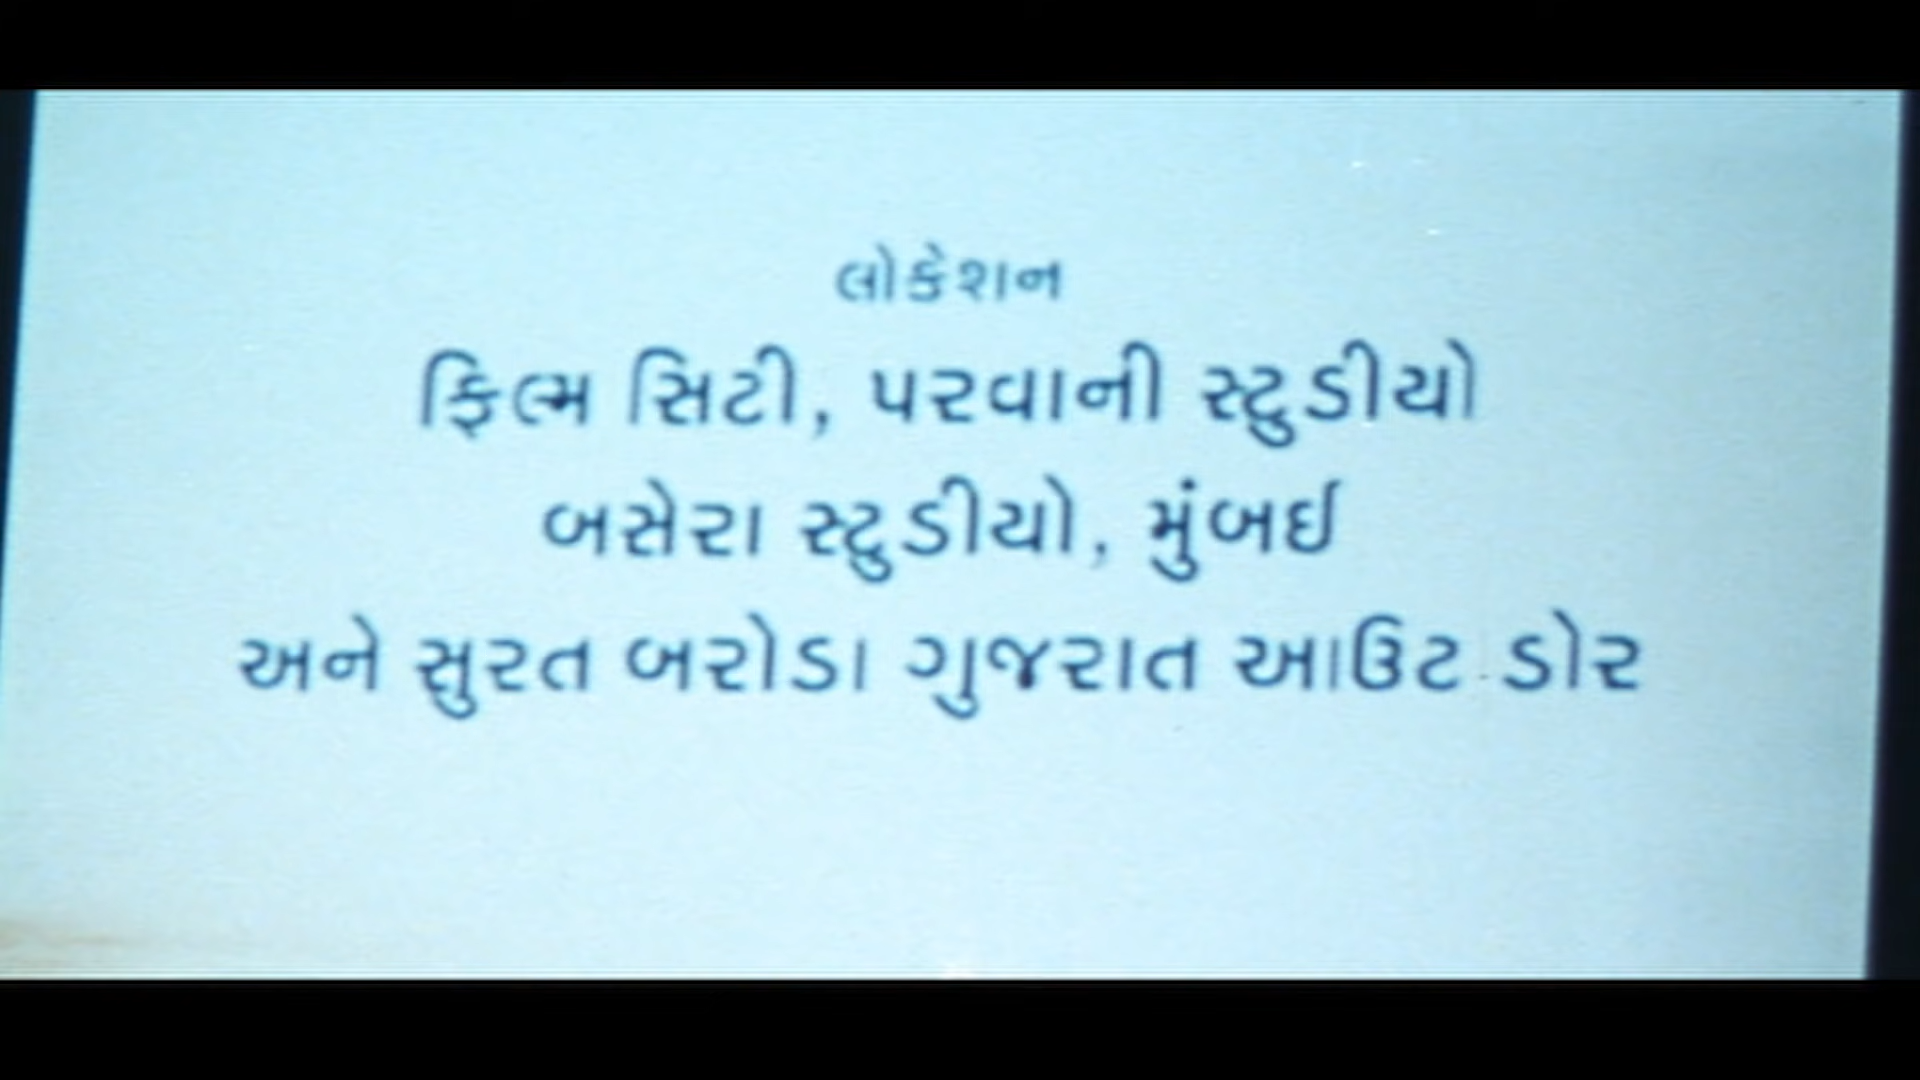 લોકેશન
ફિલ્મ સિટી, પરવાની સ્ટુડીયો
બસેરા સ્ટુડીયો, મુંબઈ
અને સુરત બરોડા ગુજરાત આઉટ ડોર